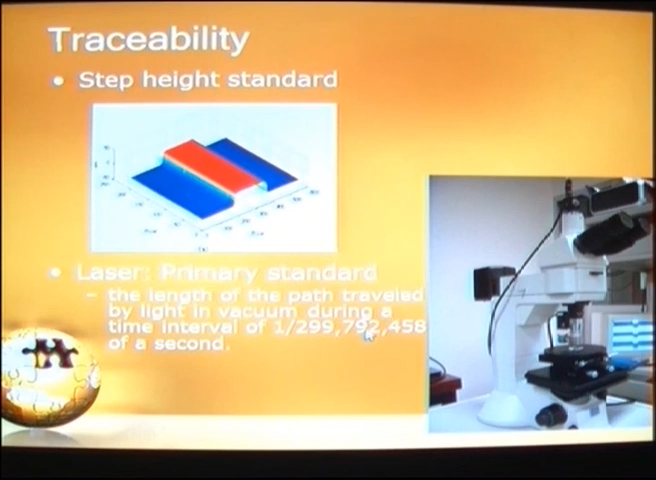 Traceability
• Step height standard
• Laser: Primary standard
– the length of the path traveled
by light in vacuum during a
time interval of 1/299,792,458
of a second.